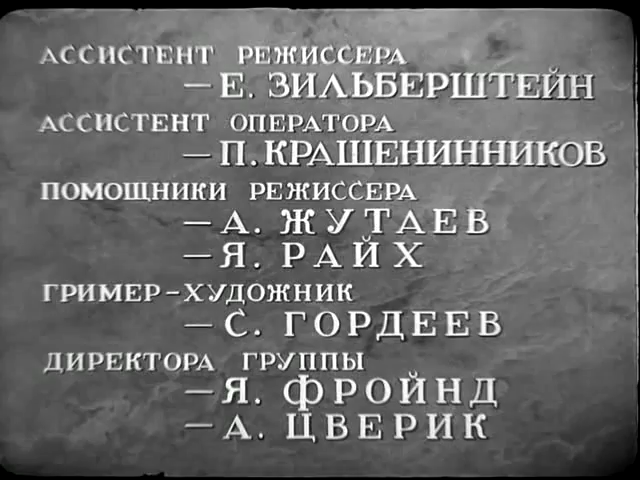 АССИСТЕНТ РЕЖИССЕРА
— Е. ЗИЛЬБЕРШТЕЙН
АССИСТЕНТ ОПЕРАТОРА
— П. КРАШЕНИННИКОВ
ПОМОЩНИКИ РЕЖИССЕРА
— А. ЖУТАЕВ
— Я. РАЙХ
ГРИМЕР-ХУДОЖНИК
— С. ГОРДЕЕВ
ДИРЕКТОРА ГРУППЫ
— Я. ФРОЙНД
— А. ЦВЕРИК